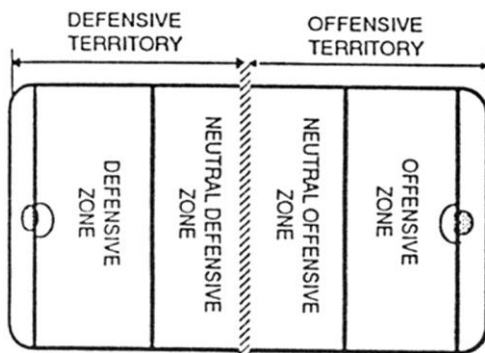 DEFENSIVE
TERRITORY
OFFENSIVE
TERRITORY
DEFENSIVE
ZONE
NEUTRAL DEFENSIVE
ZONE
NEUTRAL OFFENSIVE
ZONE
OFFENSIVE
ZONE